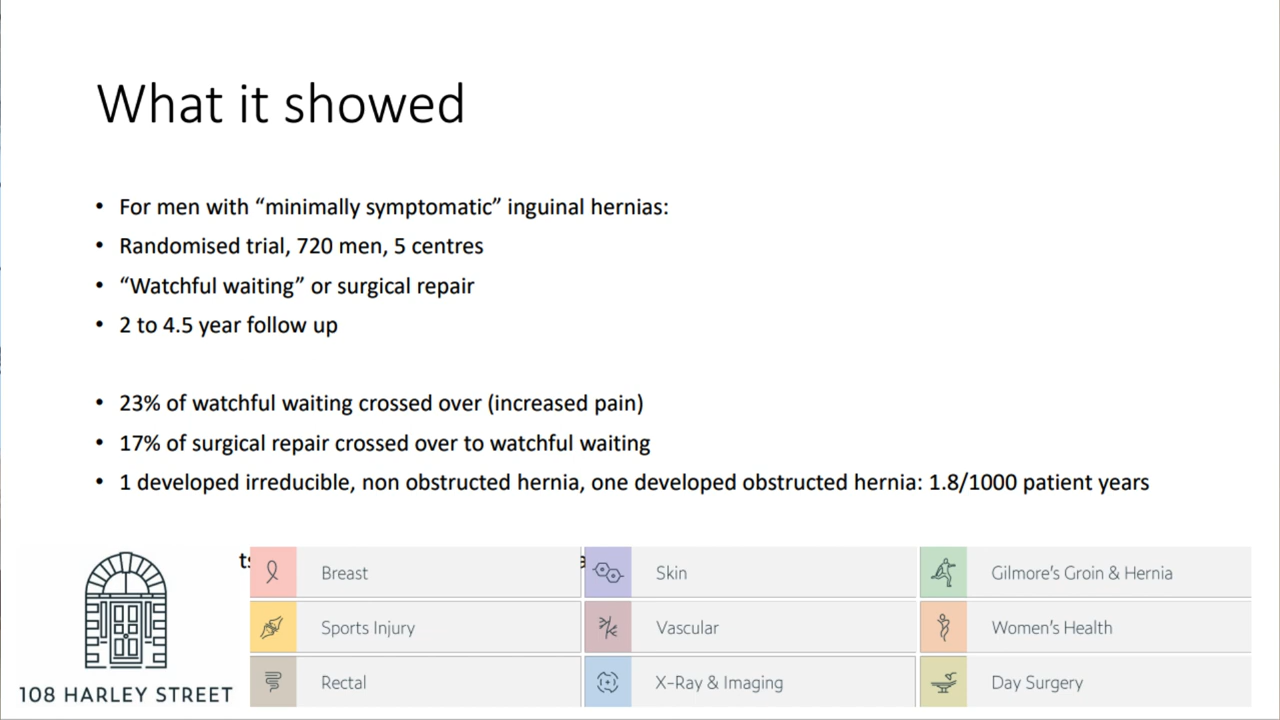 What it showed
• For men with “minimally symptomatic” inguinal hernias:
• Randomised trial, 720 men, 5 centres
• “Watchful waiting” or surgical repair
• 2 to 4.5 year follow up
• 23% of watchful waiting crossed over (increased pain)
• 17% of surgical repair crossed over to watchful waiting
• 1 developed irreducible, non obstructed hernia, one developed obstructed hernia: 1.8/1000 patient years
Breast
Skin
Gilmore's Groin & Hernia
Sports Injury
Vascular
Women's Health
Rectal
X-Ray & Imaging
Day Surgery
108 HARLEY STREET